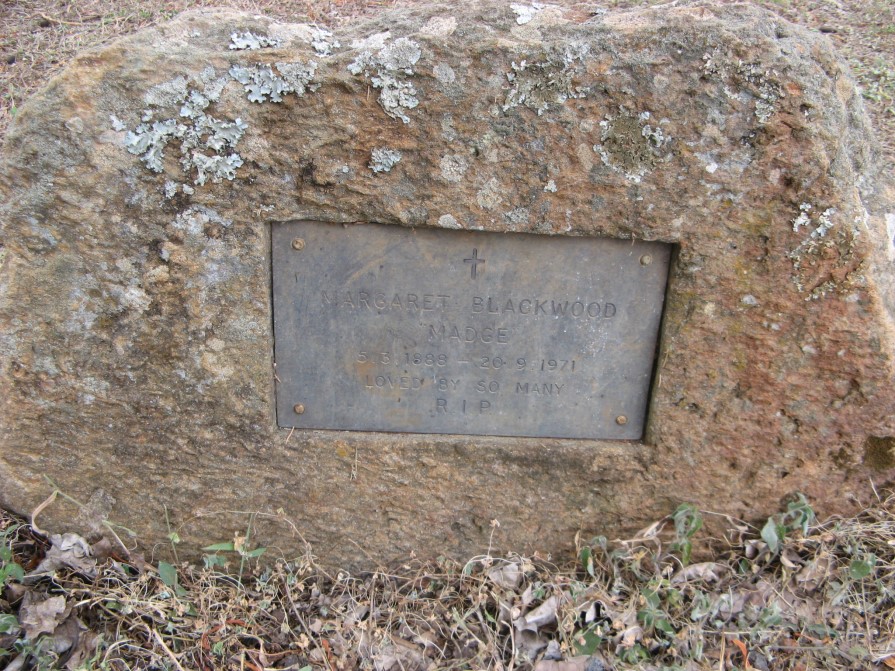 MARGARET BLACKWOOD
"MADGE"
5·3·1888 — 20·9·1971
LOVED BY SO MANY
R I P